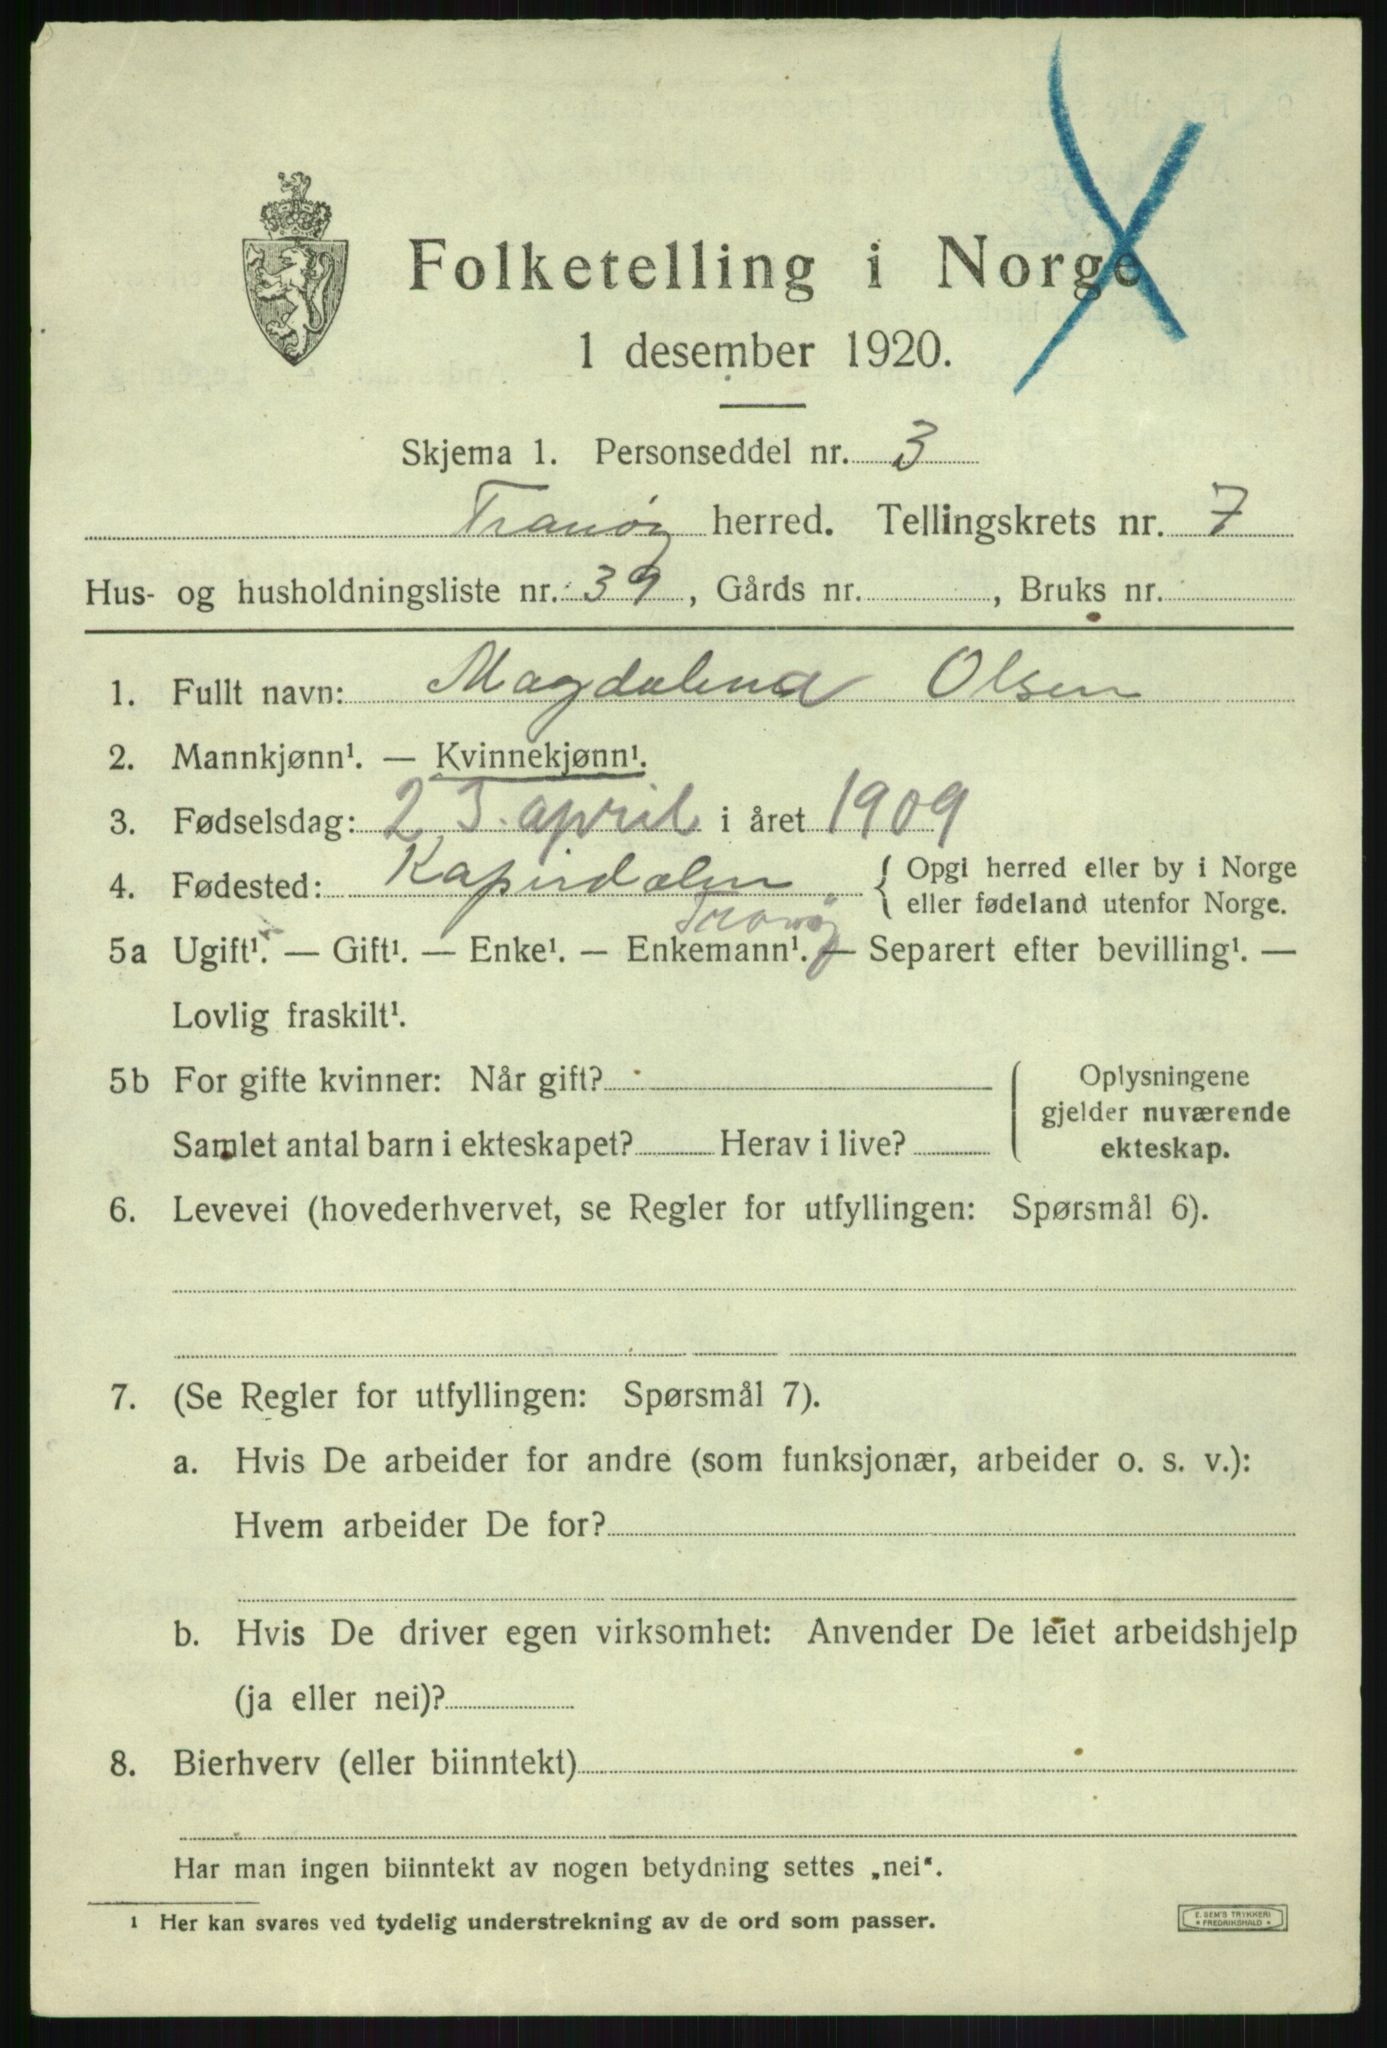 Folketelling i Norge
1 desember 1920.
Skjema 1. Personseddel nr. 3
Tranöy herred. Tellingskrets nr. 7
Hus- og husholdningsliste nr. 39, Gårds nr. , Bruks nr.
1. Fullt navn: Magdalena Olsen
2. Mannkjønn¹. — Kvinnekjønn¹.
3. Fødselsdag: 23. april i året 1909
4. Fødested: Kaperdalen { Opgi herred eller by i Norge
eller fødeland utenfor Norge.
Tranöy
5a Ugift¹. — Gift¹. — Enke¹. — Enkemann¹. — Separert efter bevilling¹. —
Lovlig fraskilt¹.
5b For gifte kvinner: Når gift? Oplysningene
gjelder nuværende
Samlet antal barn i ekteskapet? Herav i live? ekteskap.
6. Levevei (hovederhvervet, se Regler for utfyllingen: Spørsmål 6).
7. (Se Regler for utfyllingen: Spørsmål 7).
a. Hvis De arbeider for andre (som funksjonær, arbeider o. s. v.):
Hvem arbeider De for?
b. Hvis De driver egen virksomhet: Anvender De leiet arbeidshjelp
(ja eller nei)?
8. Bierhverv (eller biinntekt)
Har man ingen biinntekt av nogen betydning settes „nei“.
¹ Her kan svares ved tydelig understrekning av de ord som passer.
E. SEM'S TRYKKERI
* FREDRIKSHALD *